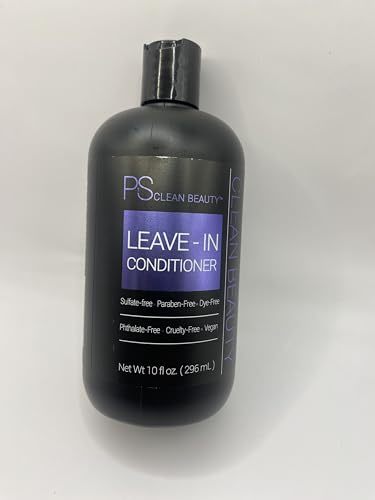 PS CLEAN BEAUTY™
LEAVE - IN
CONDITIONER
Sulfate-free Paraben-Free - Dye-Free
Phthalate-Free · Cruelty-Free - Vegan
Net Wt 10 fl oz. ( 296 mL. )
CLEAN BEAUTY